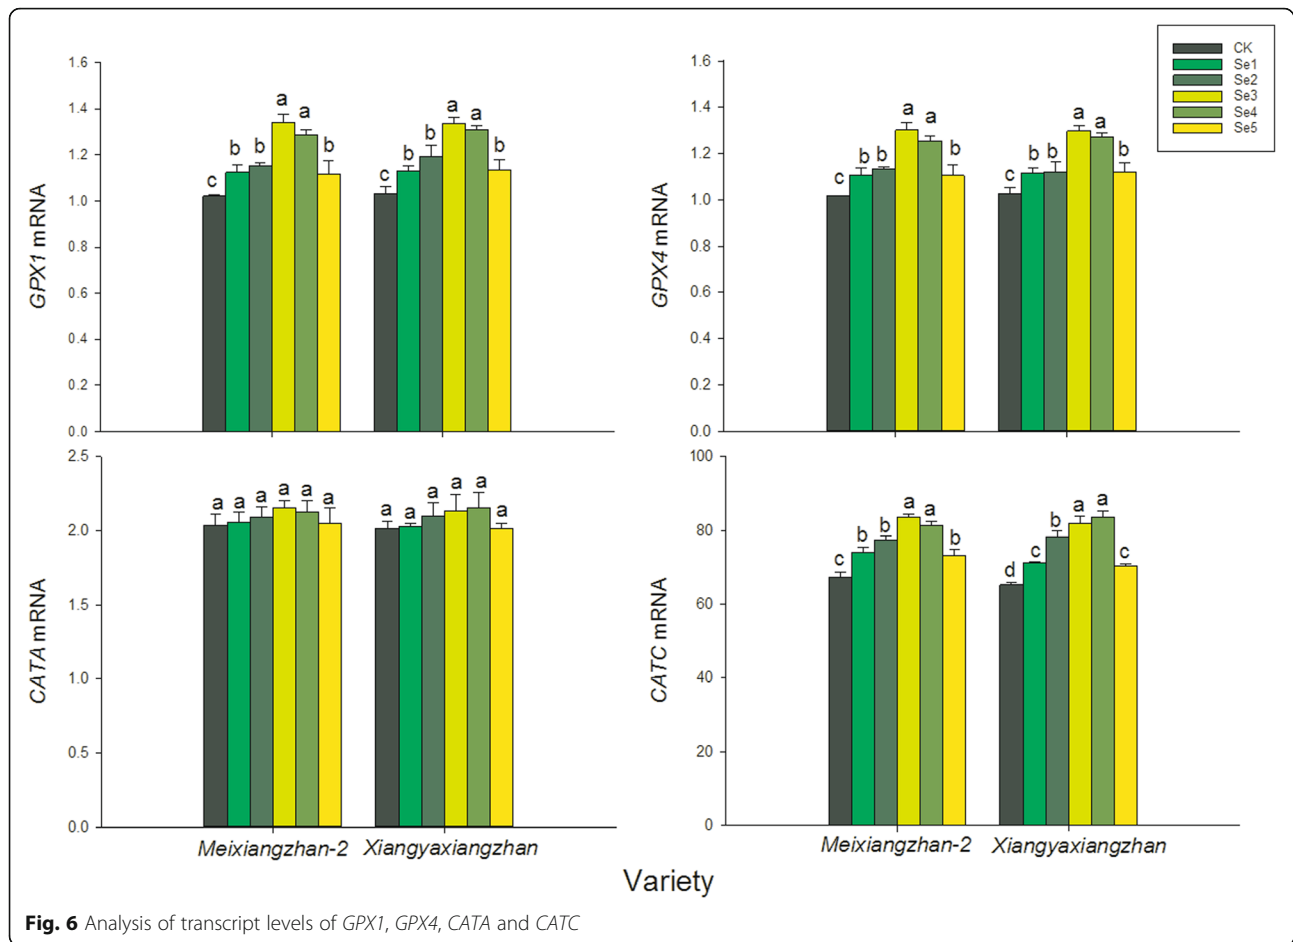 CK
Se1
Se2
Se3
Se4
Se5
1.6
1.4
1.2
1.0
0.8
0.6
0.4
0.2
0.0
GPX1 mRNA
c b b a a b c b b a a b
1.6
1.4
1.2
1.0
0.8
0.6
0.4
0.2
0.0
GPX4 mRNA
c b b a a b c b b a a b
2.5
2.0
1.5
1.0
0.5
0.0
CATA mRNA
a a a a a a a a a a a a
Meixiangzhan-2 Xiangyaxiangzhan
100
80
60
40
20
0
CATC mRNA
c b b a a b d c b a a c
Meixiangzhan-2 Xiangyaxiangzhan
Variety
Fig. 6 Analysis of transcript levels of GPX1, GPX4, CATA and CATC